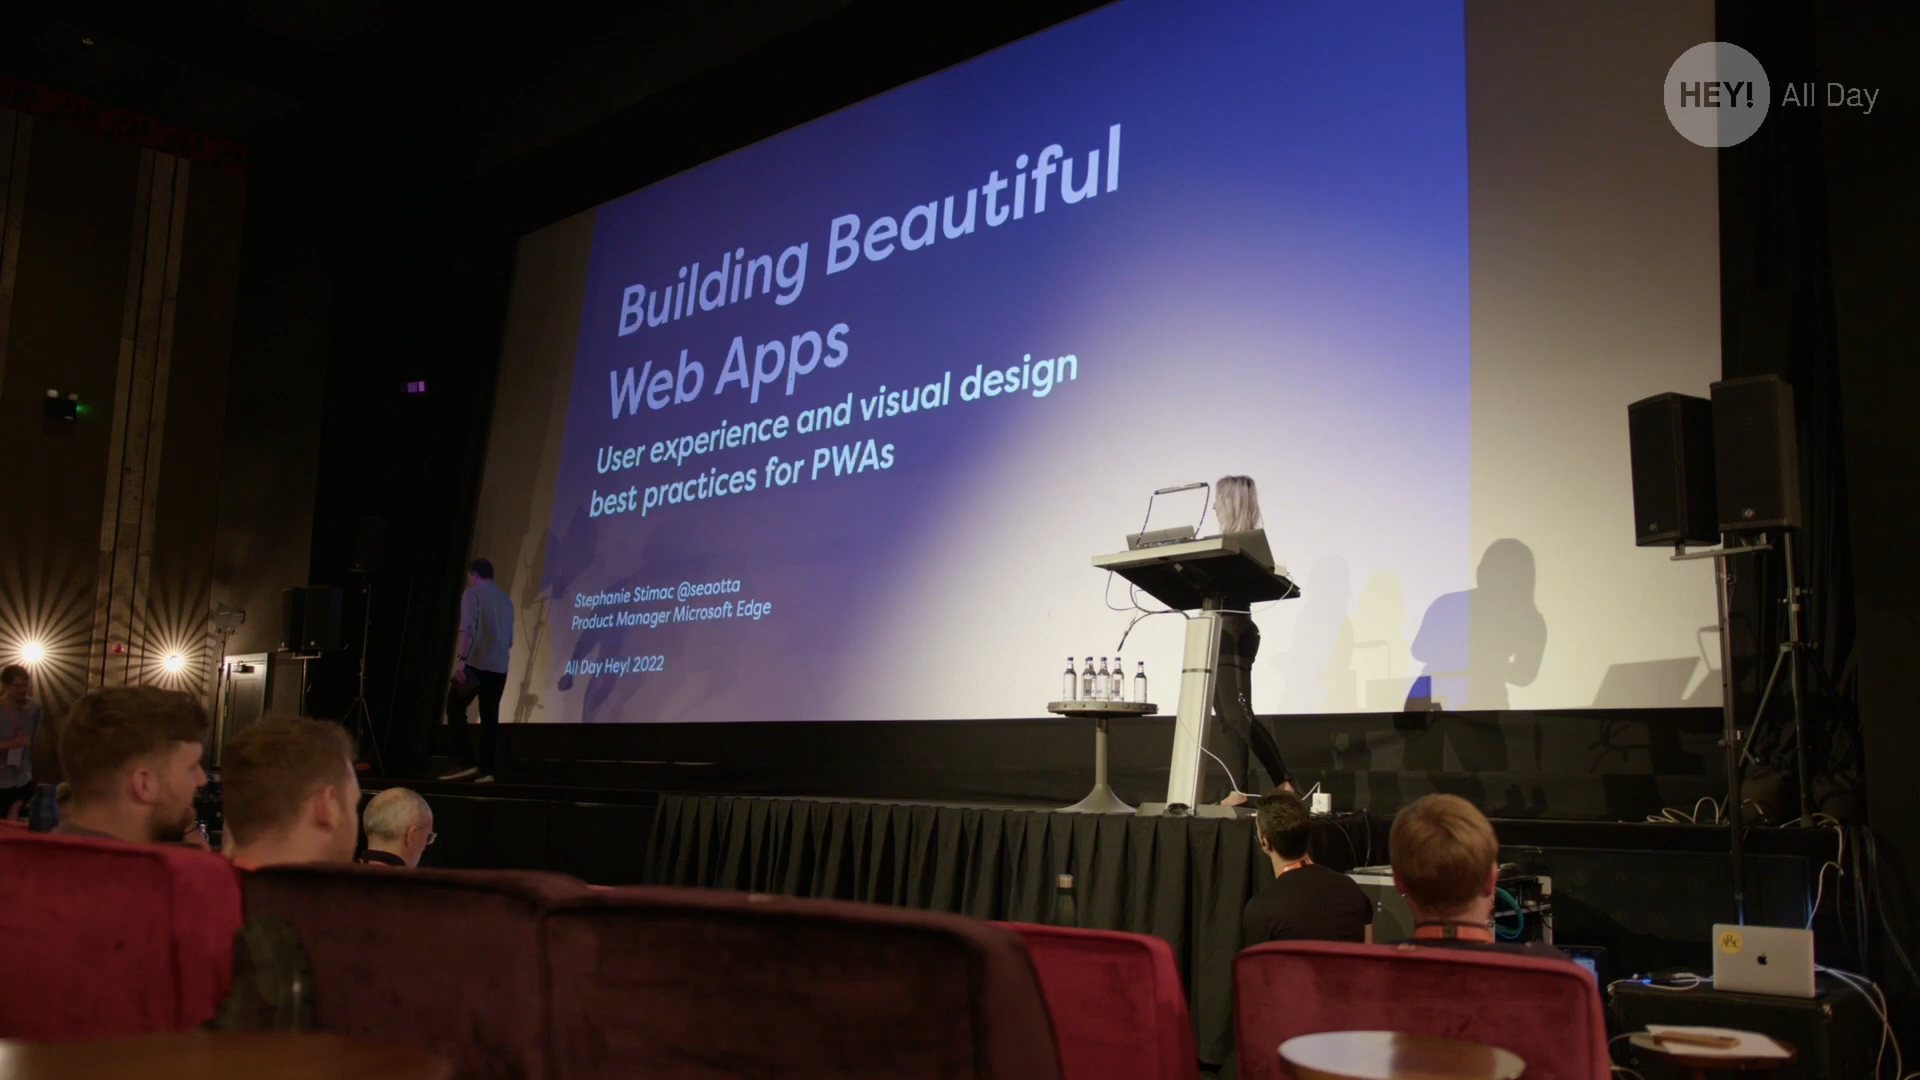 HEY! All Day
Building Beautiful
Web Apps
User experience and visual design
best practices for PWAs
Stephanie Stimac @seaotta
Product Manager Microsoft Edge
All Day Hey! 2022